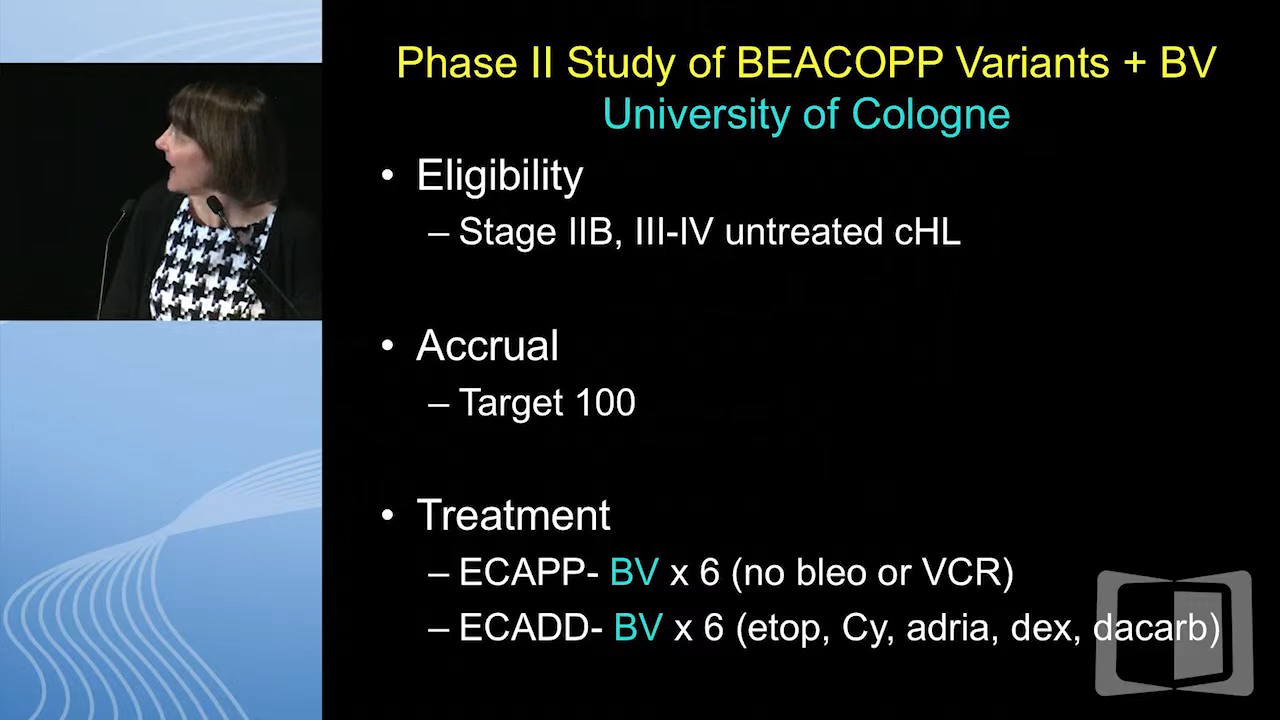 Phase II Study of BEACOPP Variants + BV
University of Cologne
• Eligibility
– Stage IIB, III-IV untreated cHL
• Accrual
– Target 100
• Treatment
– ECAPP- BV x 6 (no bleo or VCR)
– ECADD- BV x 6 (etop, Cy, adria, dex, dacarb)